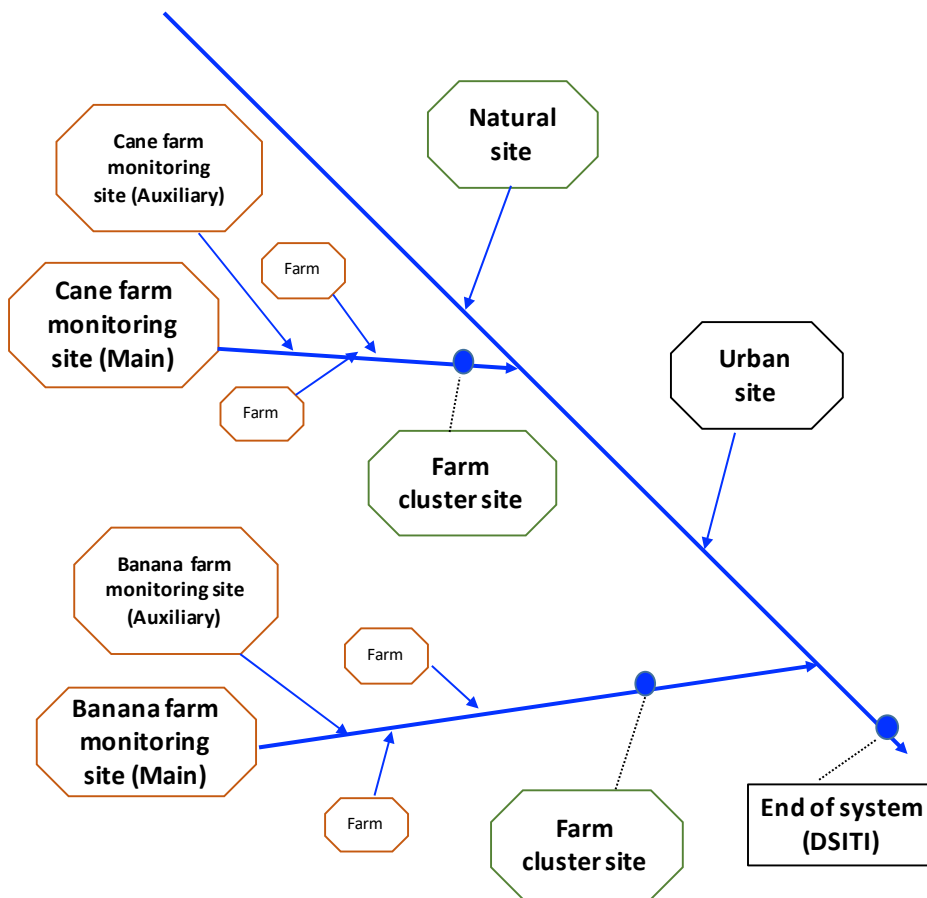 Natural
site
Cane farm
monitoring
site (Auxiliary)
Farm
Cane farm
monitoring
site (Main)
Farm
Urban
site
Farm
cluster site
Banana farm
monitoring site
(Auxiliary)
Farm
Banana farm
monitoring
site (Main)
Farm
Farm
cluster site
End of system
(DSITI)